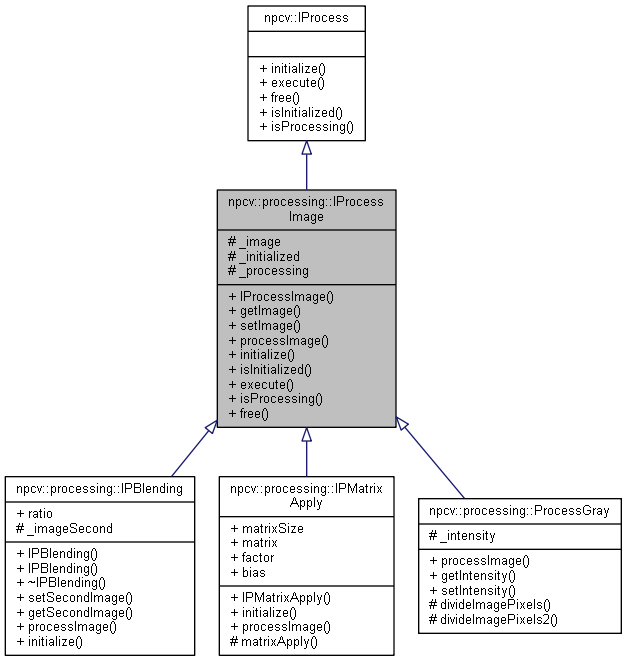 npcv::IProcess
+ initialize()
+ execute()
+ free()
+ isInitialized()
+ isProcessing()
npcv::processing::IProcess
Image
# _image
# _initialized
# _processing
+ IProcessImage()
+ getImage()
+ setImage()
+ processImage()
+ initialize()
+ isInitialized()
+ execute()
+ isProcessing()
+ free()
npcv::processing::IPBlending
+ ratio
# _imageSecond
+ IPBlending()
+ IPBlending()
+ ~IPBlending()
+ setSecondImage()
+ getSecondImage()
+ processImage()
+ initialize()
npcv::processing::IPMatrix
Apply
+ matrixSize
+ matrix
+ factor
+ bias
+ IPMatrixApply()
+ initialize()
+ processImage()
# matrixApply()
npcv::processing::ProcessGray
# _intensity
+ processImage()
+ getIntensity()
+ setIntensity()
# divideImagePixels()
# divideImagePixels2()